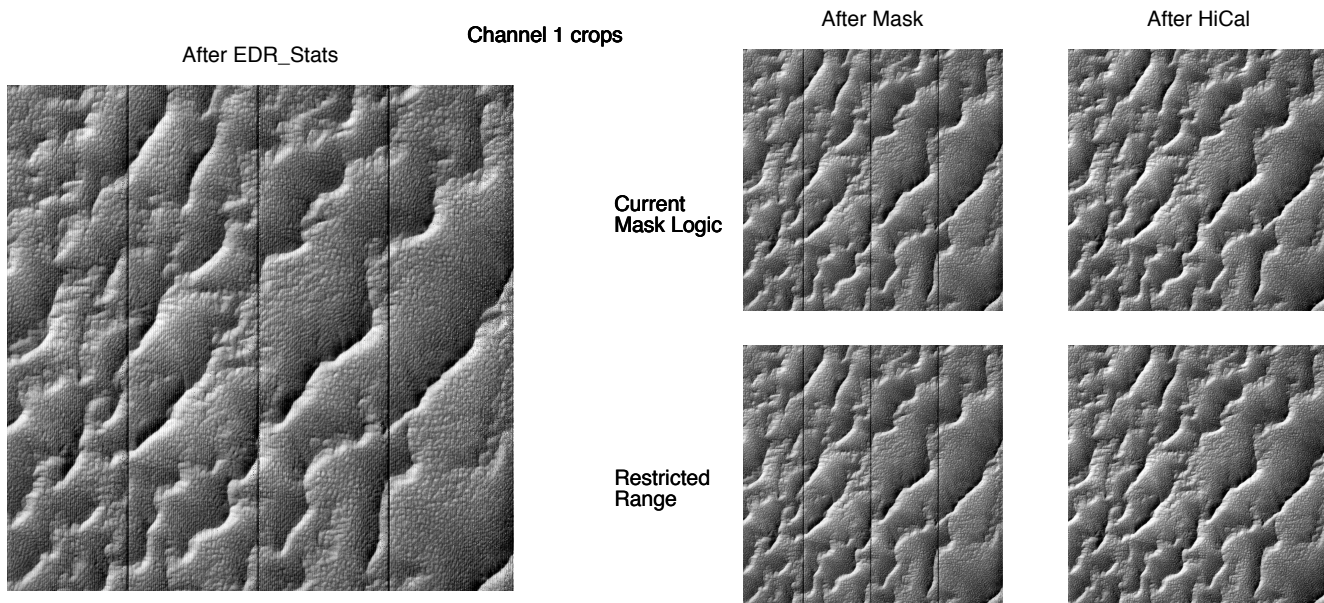 Channel 1 crops
After EDR_Stats
After Mask
After HiCal
Current
Mask Logic
Restricted
Range